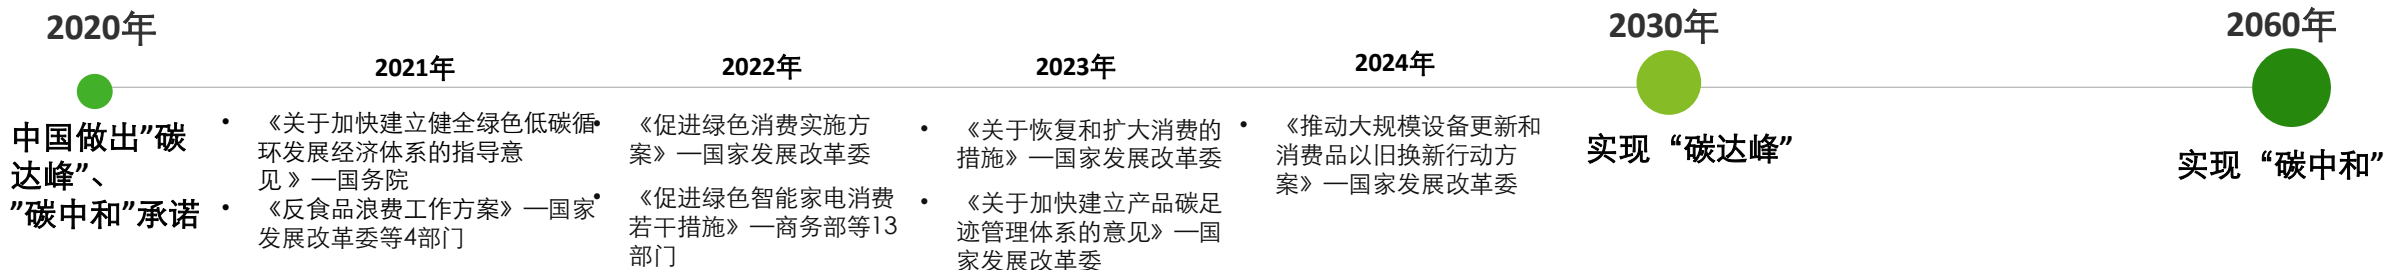 2020年
中国做出”碳
达峰”、
”碳中和”承诺
2021年
• 《关于加快建立健全绿色低碳循
环发展经济体系的指导意
见 》—国务院
• 《反食品浪费工作方案》—国家
发展改革委等4部门
2022年
• 《促进绿色消费实施方
案》—国家发展改革委
• 《促进绿色智能家电消费
若干措施》—商务部等13
部门
2023年
• 《关于恢复和扩大消费的
措施》—国家发展改革委
• 《关于加快建立产品碳足
迹管理体系的意见》—国
家发展改革委
2024年
• 《推动大规模设备更新和
消费品以旧换新行动方
案》—国家发展改革委
2030年
实现“碳达峰”
2060年
实现“碳中和”